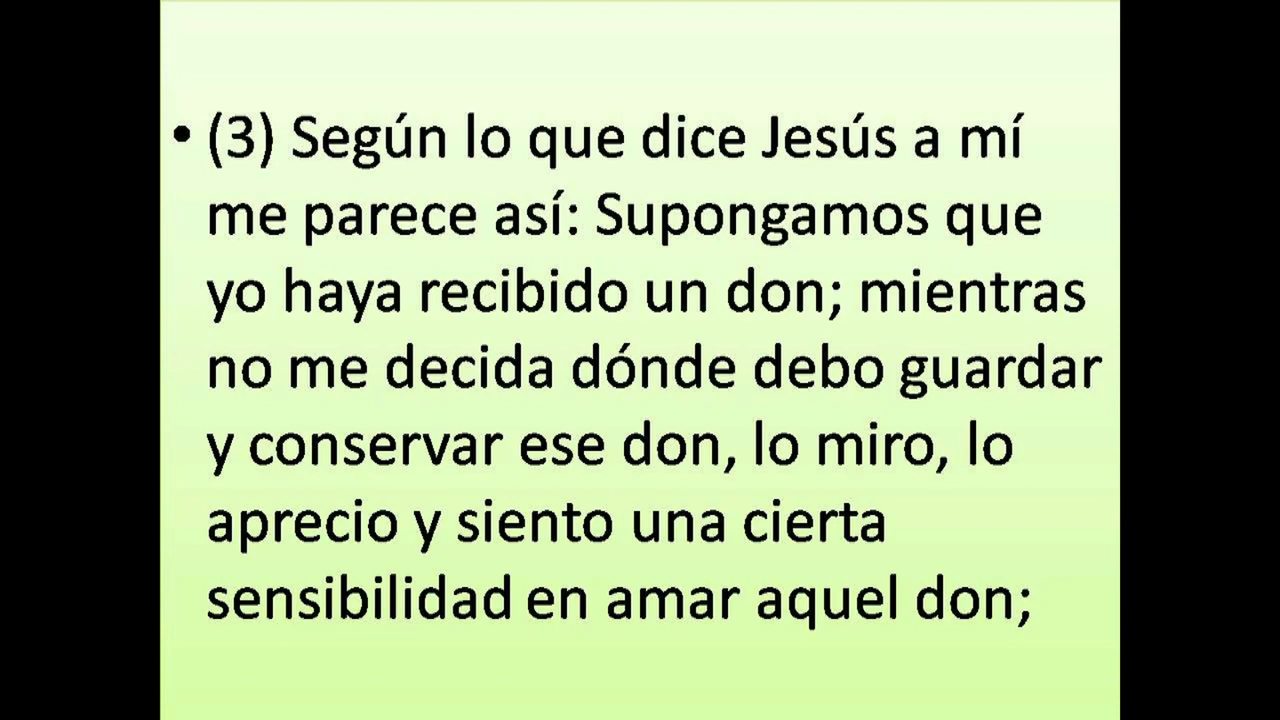 • (3) Según lo que dice Jesús a mí
me parece así: Supongamos que
yo haya recibido un don; mientras
no me decida dónde debo guardar
y conservar ese don, lo miro, lo
aprecio y siento una cierta
sensibilidad en amar aquel don;